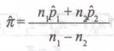 π̂ = (n₁p̂₁ + n₂p̂₂) / (n₁ − n₂)